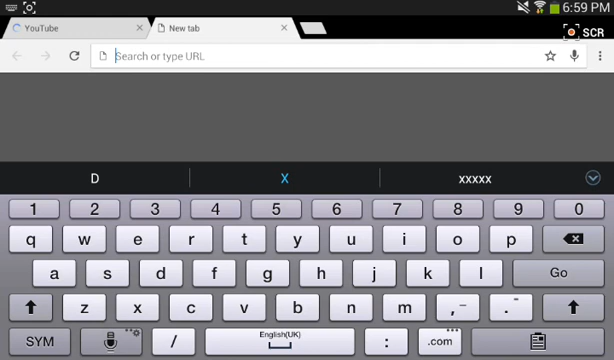 6:59 PM
YouTube
New tab
SCR
Search or type URL
D X xxxxx
1 2 3 4 5 6 7 8 9 0
q w e r t y u i o p
a s d f g h j k l Go
z x c v b n m ,- .-
SYM / English(UK) : .com